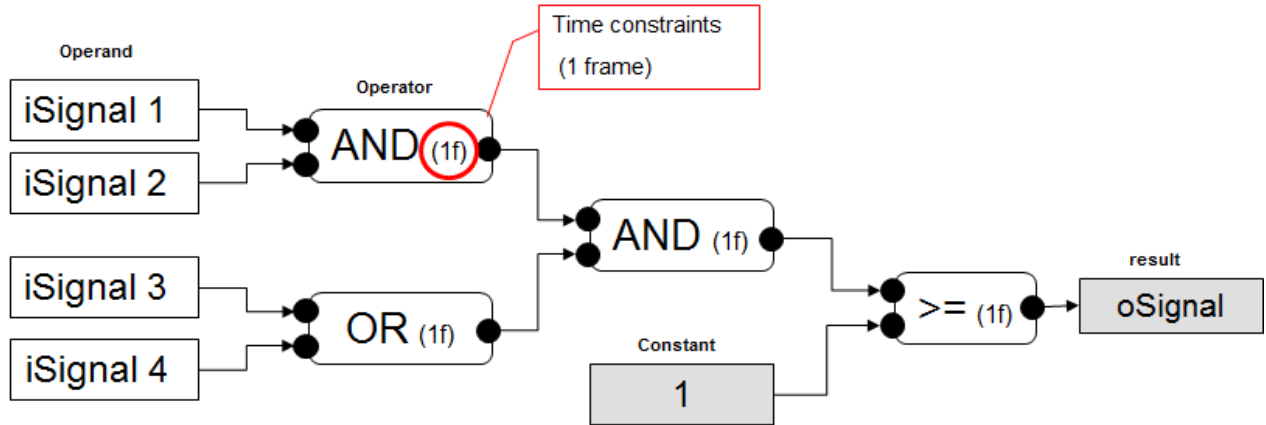 Time constraints
(1 frame)
Operand
Operator
iSignal 1
AND (1f)
iSignal 2
AND (1f)
iSignal 3
result
>= (1f)
oSignal
OR (1f)
iSignal 4
Constant
1